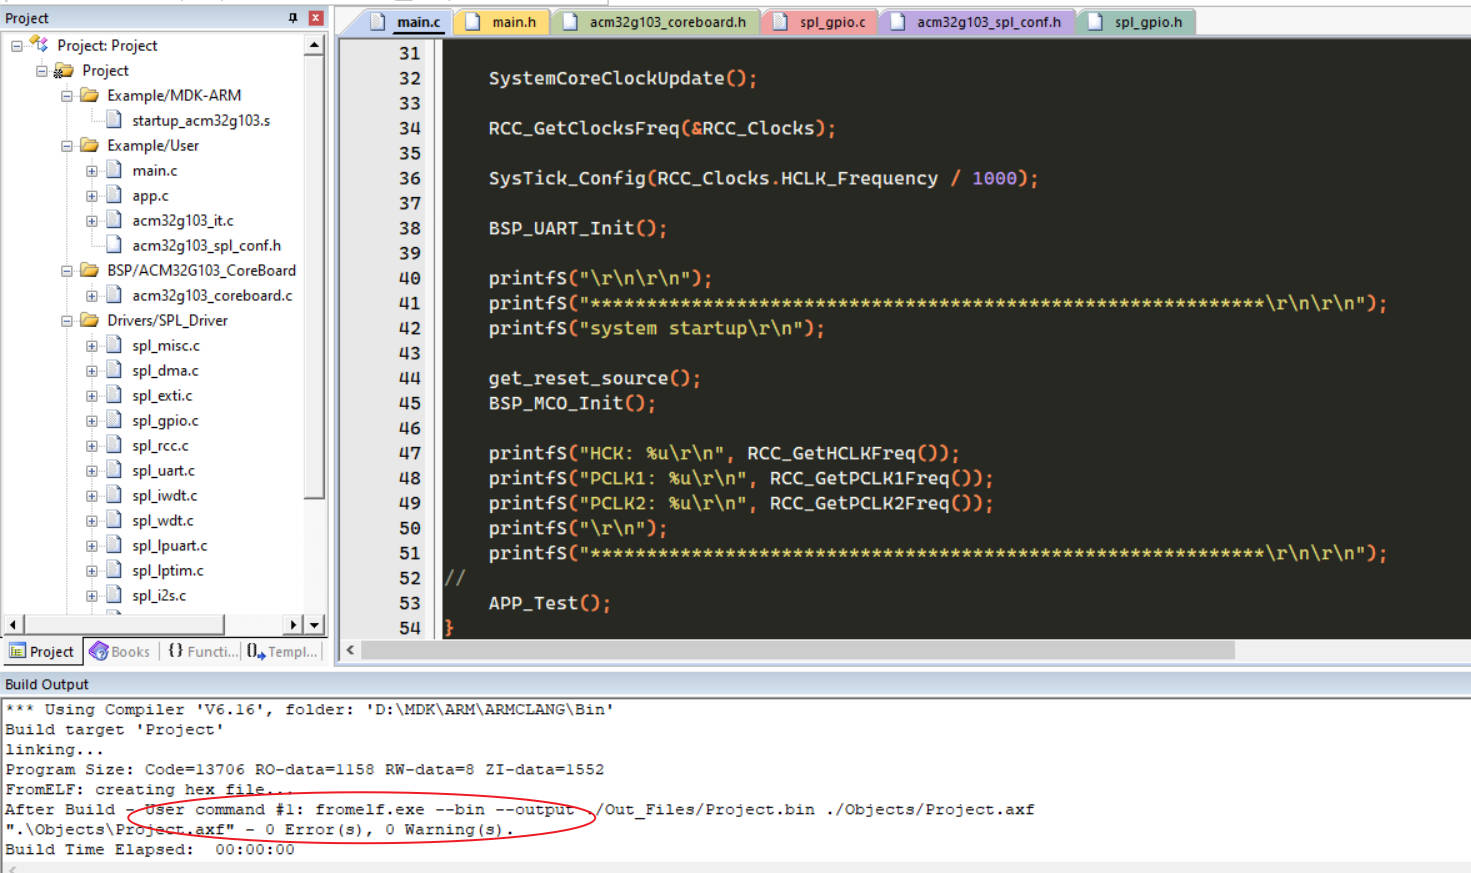 Project
Project: Project
Project
Example/MDK-ARM
startup_acm32g103.s
Example/User
main.c
app.c
acm32g103_it.c
acm32g103_spl_conf.h
BSP/ACM32G103_CoreBoard
acm32g103_coreboard.c
Drivers/SPL_Driver
spl_misc.c
spl_dma.c
spl_exti.c
spl_gpio.c
spl_rcc.c
spl_uart.c
spl_iwdt.c
spl_wdt.c
spl_lpuart.c
spl_lptim.c
spl_i2s.c
Project Books {} Functi... Templ...
main.c main.h acm32g103_coreboard.h spl_gpio.c acm32g103_spl_conf.h spl_gpio.h
31
32 SystemCoreClockUpdate();
33
34 RCC_GetClocksFreq(&RCC_Clocks);
35
36 SysTick_Config(RCC_Clocks.HCLK_Frequency / 1000);
37
38 BSP_UART_Init();
39
40 printfS("\r\n\r\n");
41 printfS("************************************************************\r\n\r\n");
42 printfS("system startup\r\n");
43
44 get_reset_source();
45 BSP_MCO_Init();
46
47 printfS("HCK: %u\r\n", RCC_GetHCLKFreq());
48 printfS("PCLK1: %u\r\n", RCC_GetPCLK1Freq());
49 printfS("PCLK2: %u\r\n", RCC_GetPCLK2Freq());
50 printfS("\r\n");
51 printfS("************************************************************\r\n\r\n");
52 //
53 APP_Test();
54 }
Build Output
*** Using Compiler 'V6.16', folder: 'D:\MDK\ARM\ARMCLANG\Bin'
Build target 'Project'
linking...
Program Size: Code=13706 RO-data=1158 RW-data=8 ZI-data=1552
FromELF: creating hex file...
After Build - User command #1: fromelf.exe --bin --output ./Out_Files/Project.bin ./Objects/Project.axf
".\Objects\Project.axf" - 0 Error(s), 0 Warning(s).
Build Time Elapsed:  00:00:00